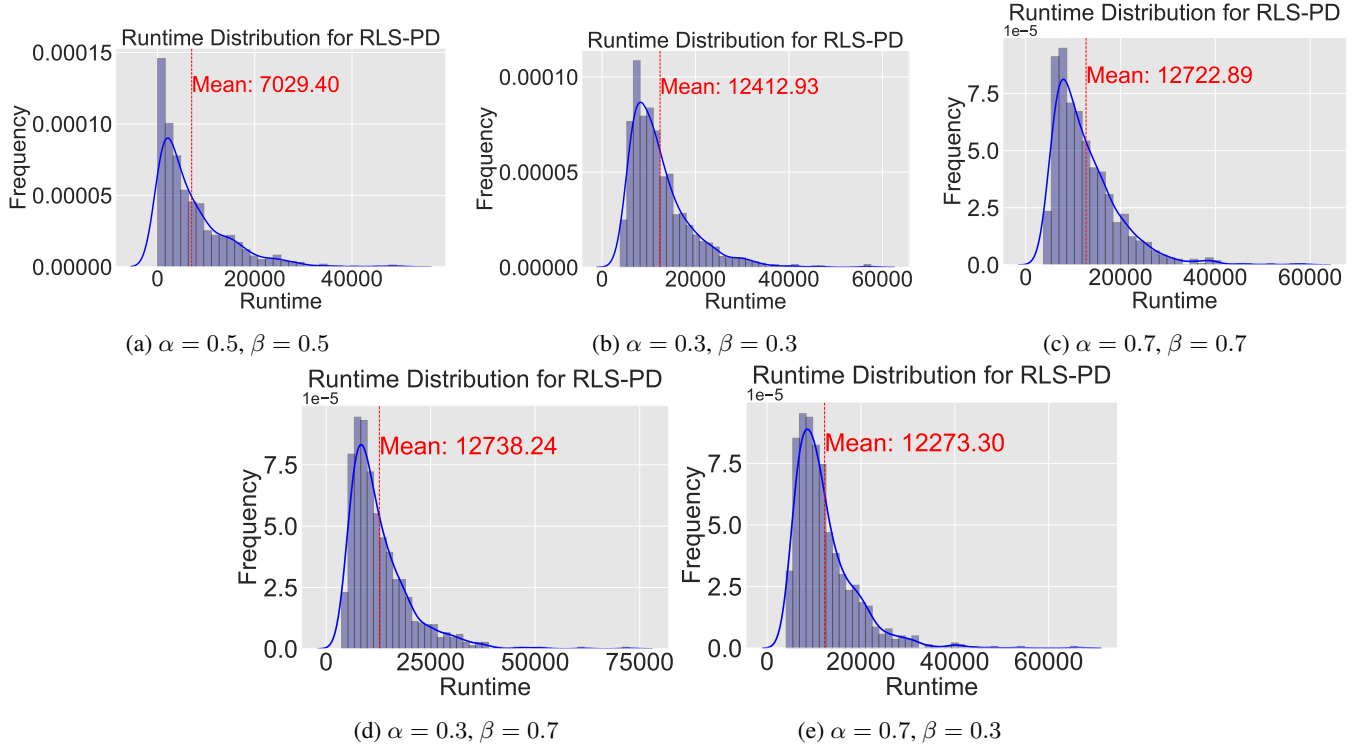 Runtime Distribution for RLS-PD
0.00015
0.00010
0.00005
0.00000
Frequency
Mean: 7029.40
0 20000 40000
Runtime
(a) α = 0.5, β = 0.5
Runtime Distribution for RLS-PD
0.00010
0.00005
0.00000
Frequency
Mean: 12412.93
0 20000 40000 60000
Runtime
(b) α = 0.3, β = 0.3
Runtime Distribution for RLS-PD
1e−5
7.5
5.0
2.5
0.0
Frequency
Mean: 12722.89
0 20000 40000 60000
Runtime
(c) α = 0.7, β = 0.7
Runtime Distribution for RLS-PD
1e−5
7.5
5.0
2.5
0.0
Frequency
Mean: 12738.24
0 25000 50000 75000
Runtime
(d) α = 0.3, β = 0.7
Runtime Distribution for RLS-PD
1e−5
7.5
5.0
2.5
0.0
Frequency
Mean: 12273.30
0 20000 40000 60000
Runtime
(e) α = 0.7, β = 0.3